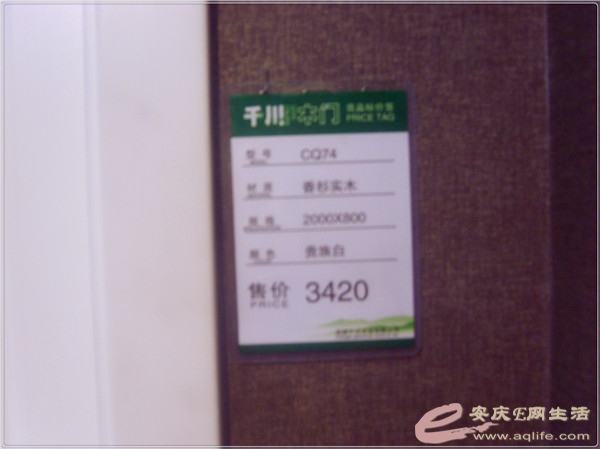 千川木门 商品标价签
PRICE TAG
型号 CQ74
材质 香杉实木
规格 2000X800
颜色 贵族白
售价 3420
PRICE
安庆E网生活
www.aqlife.com